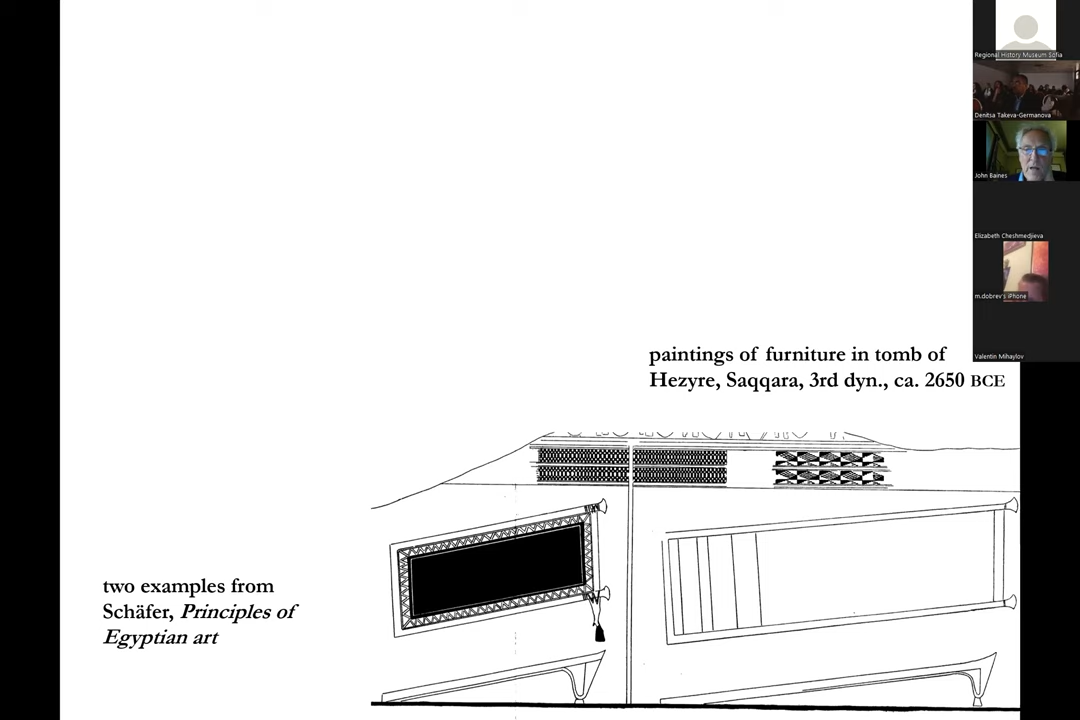 Regional History Museum Sofia
Denitsa Takeva-Germanova
John Baines
Elizabeth Cheshmedjieva
m.dobrev's iPhone
Valentin Mihaylov
paintings of furniture in tomb of
Hezyre, Saqqara, 3rd dyn., ca. 2650 BCE
two examples from
Schäfer, Principles of
Egyptian art